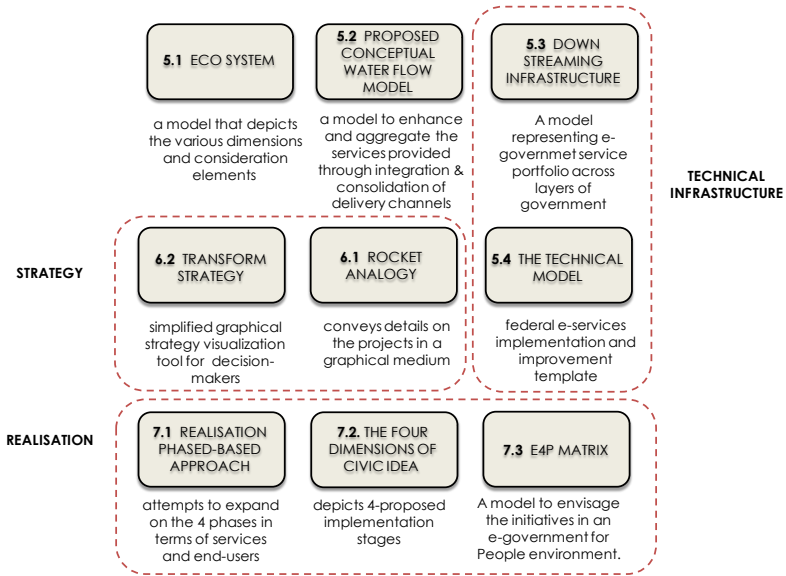 5.1 ECO SYSTEM
a model that depicts
the various dimensions
and consideration
elements
5.2 PROPOSED
CONCEPTUAL
WATER FLOW
MODEL
a model to enhance
and aggregate the
services provided
through integration &
consolidation of
delivery channels
5.3 DOWN
STREAMING
INFRASTRUCTURE
A model
representing e-
governmet service
portfolio across
layers of
government
TECHNICAL
INFRASTRUCTURE
STRATEGY
6.2 TRANSFORM
STRATEGY
simplified graphical
strategy visualization
tool for decision-
makers
6.1 ROCKET
ANALOGY
conveys details on
the projects in a
graphical medium
5.4 THE TECHNICAL
MODEL
federal e-services
implementation and
improvement
template
REALISATION
7.1 REALISATION
PHASED-BASED
APPROACH
attempts to expand
on the 4 phases in
terms of services
and end-users
7.2. THE FOUR
DIMENSIONS OF
CIVIC IDEA
depicts 4-proposed
implementation
stages
7.3 E4P MATRIX
A model to envisage
the initiatives in an
e-government for
People environment.